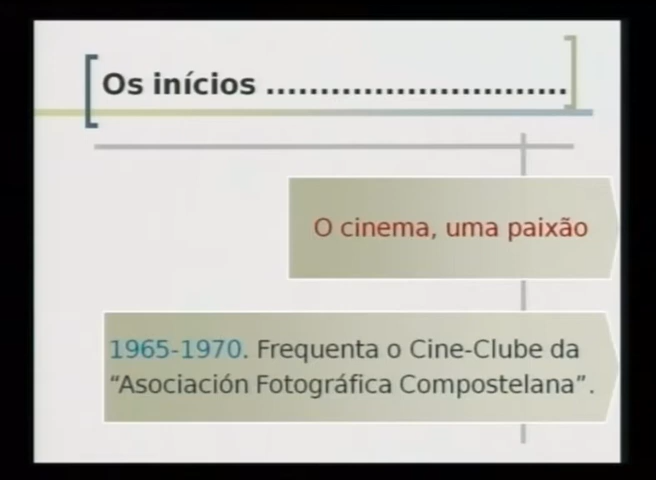 Os inícios ............................
O cinema, uma paixão
1965-1970. Frequenta o Cine-Clube da
“Asociación Fotográfica Compostelana”.